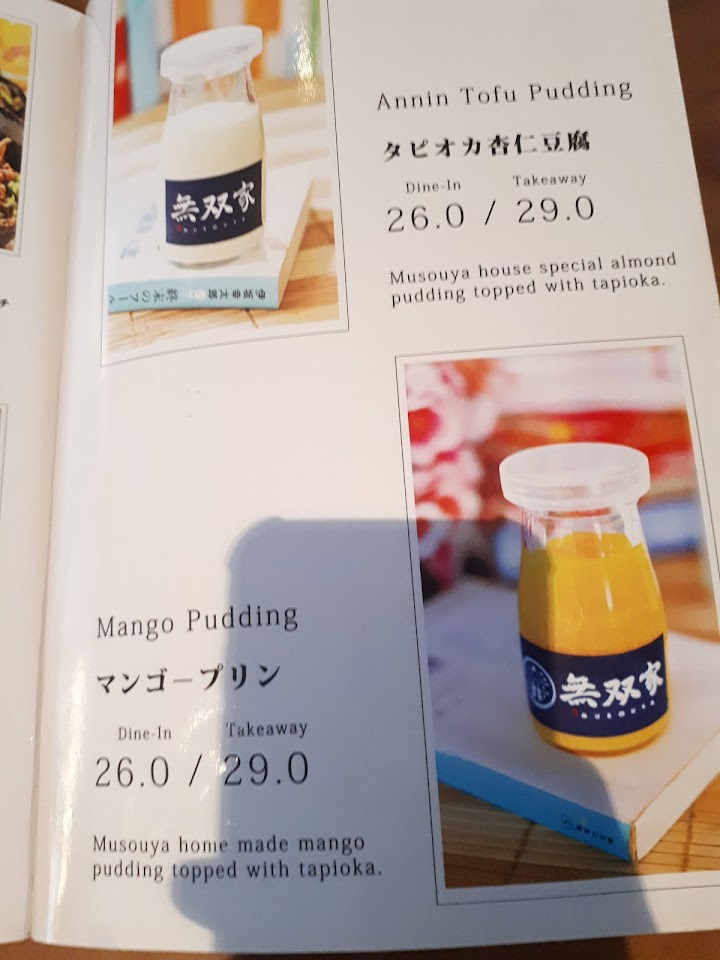 Annin Tofu Pudding
タピオカ杏仁豆腐
Dine-In Takeaway
26.0 / 29.0
Musouya house special almond
pudding topped with tapioka.
無双家
Mango Pudding
マンゴープリン
Dine-In Takeaway
26.0 / 29.0
Musouya home made mango
pudding topped with tapioka.
無双家